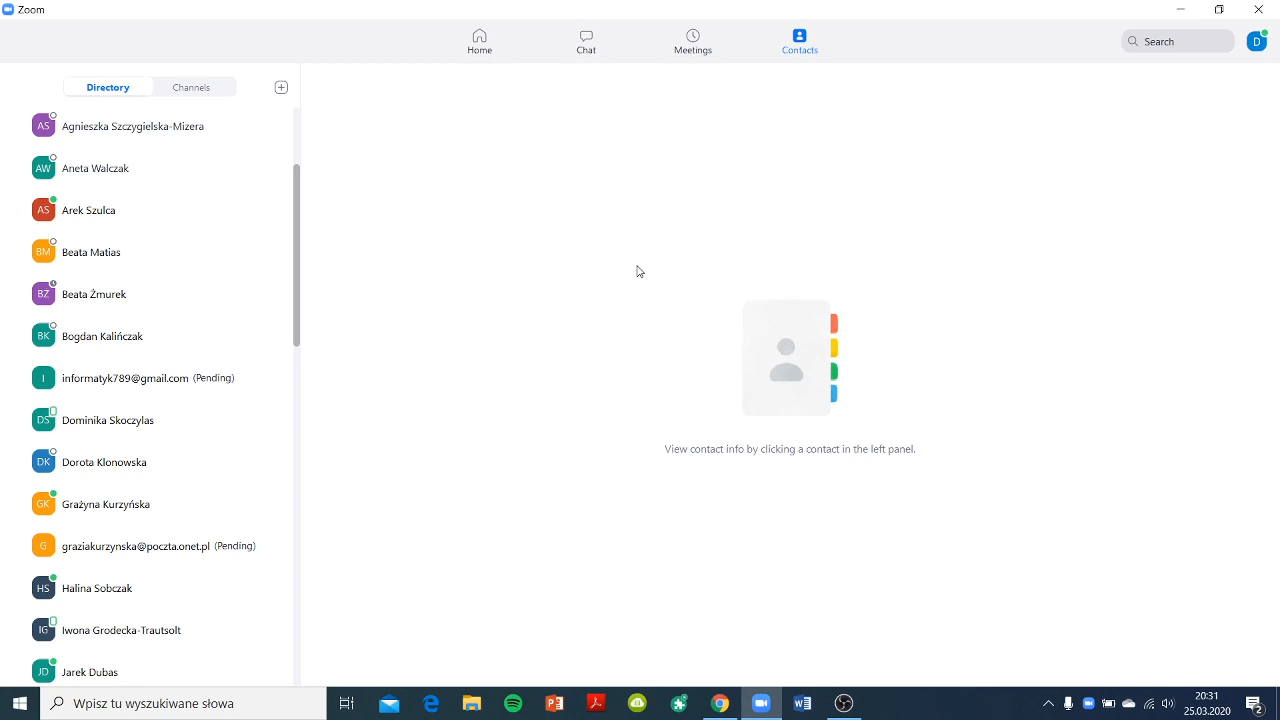 Zoom
Home
Chat
Meetings
Contacts
Search
D
Directory
Channels
AS Agnieszka Szczygielska-Mizera
AW Aneta Walczak
AS Arek Szulca
BM Beata Matias
BŻ Beata Żmurek
BK Bogdan Kalińczak
I informatyk789@gmail.com (Pending)
DS Dominika Skoczylas
DK Dorota Klonowska
GK Grażyna Kurzyńska
G graziakurzynska@poczta.onet.pl (Pending)
HS Halina Sobczak
IG Iwona Grodecka-Trautsolt
JD Jarek Dubas
View contact info by clicking a contact in the left panel.
Wpisz tu wyszukiwane słowa
20:31
25.03.2020
2